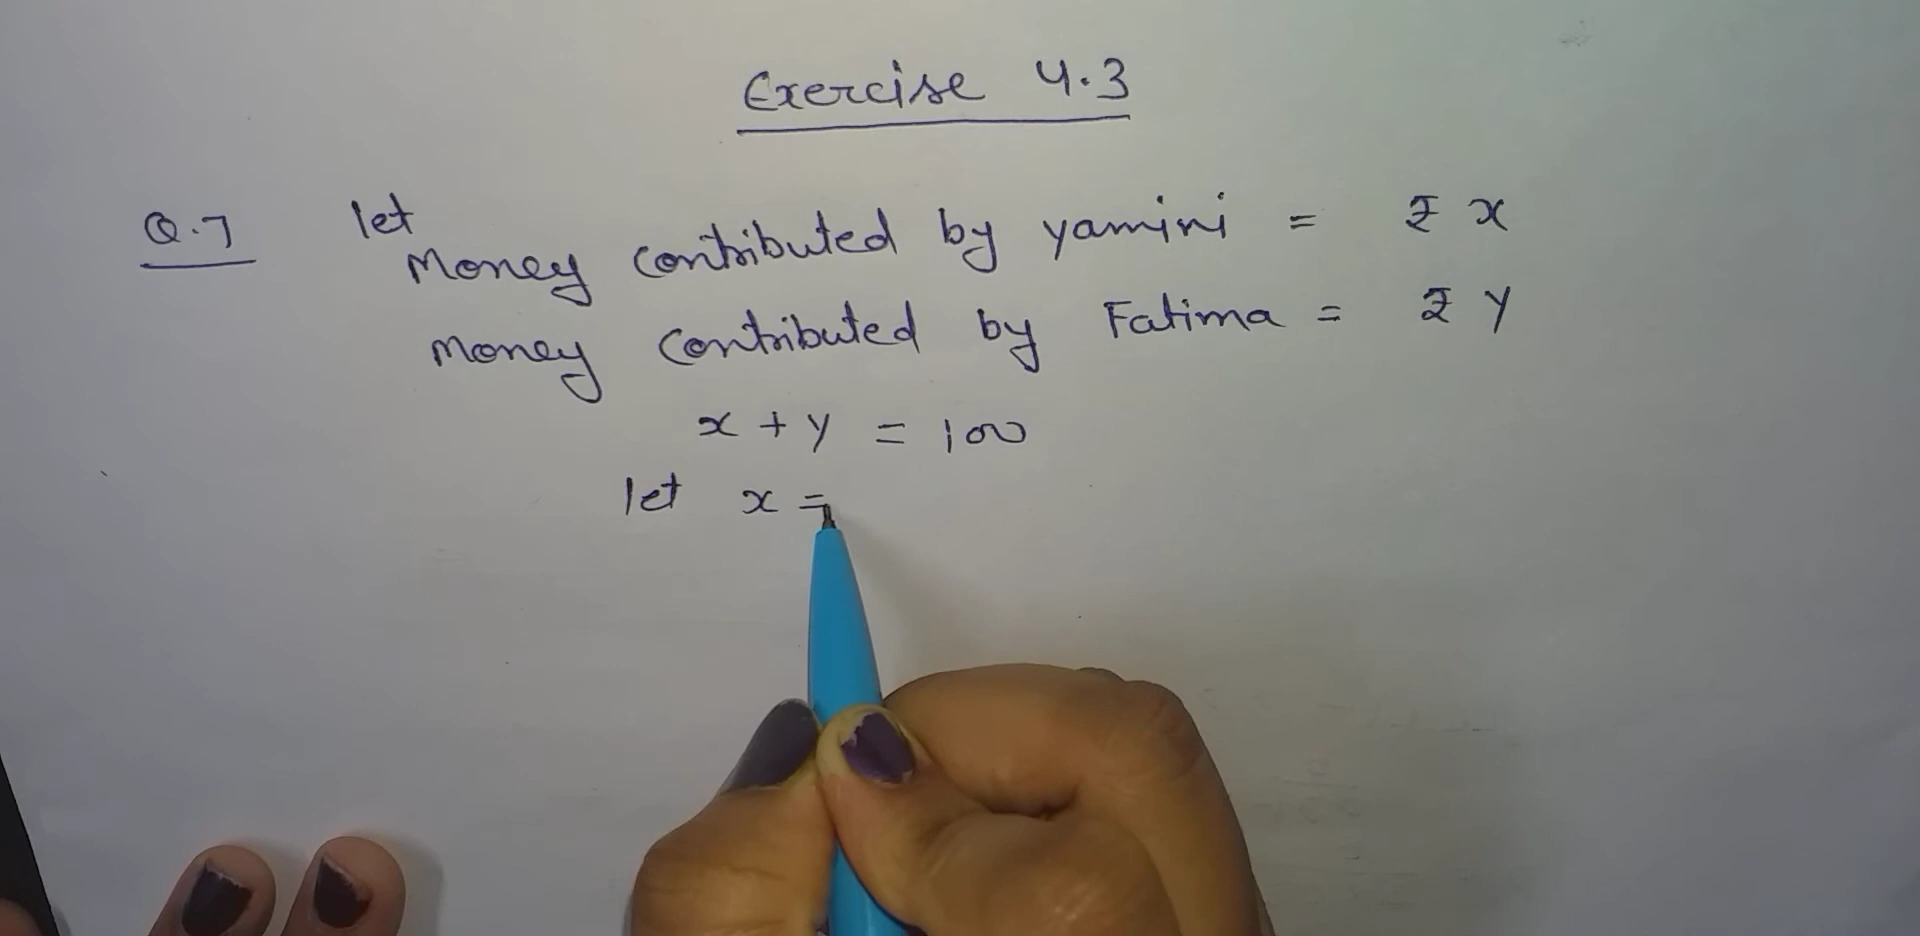 Exercise 4.3
Q.7 let
Money contributed by yamini = ₹ x
Money contributed by Fatima = ₹ y
x + y = 100
let x =